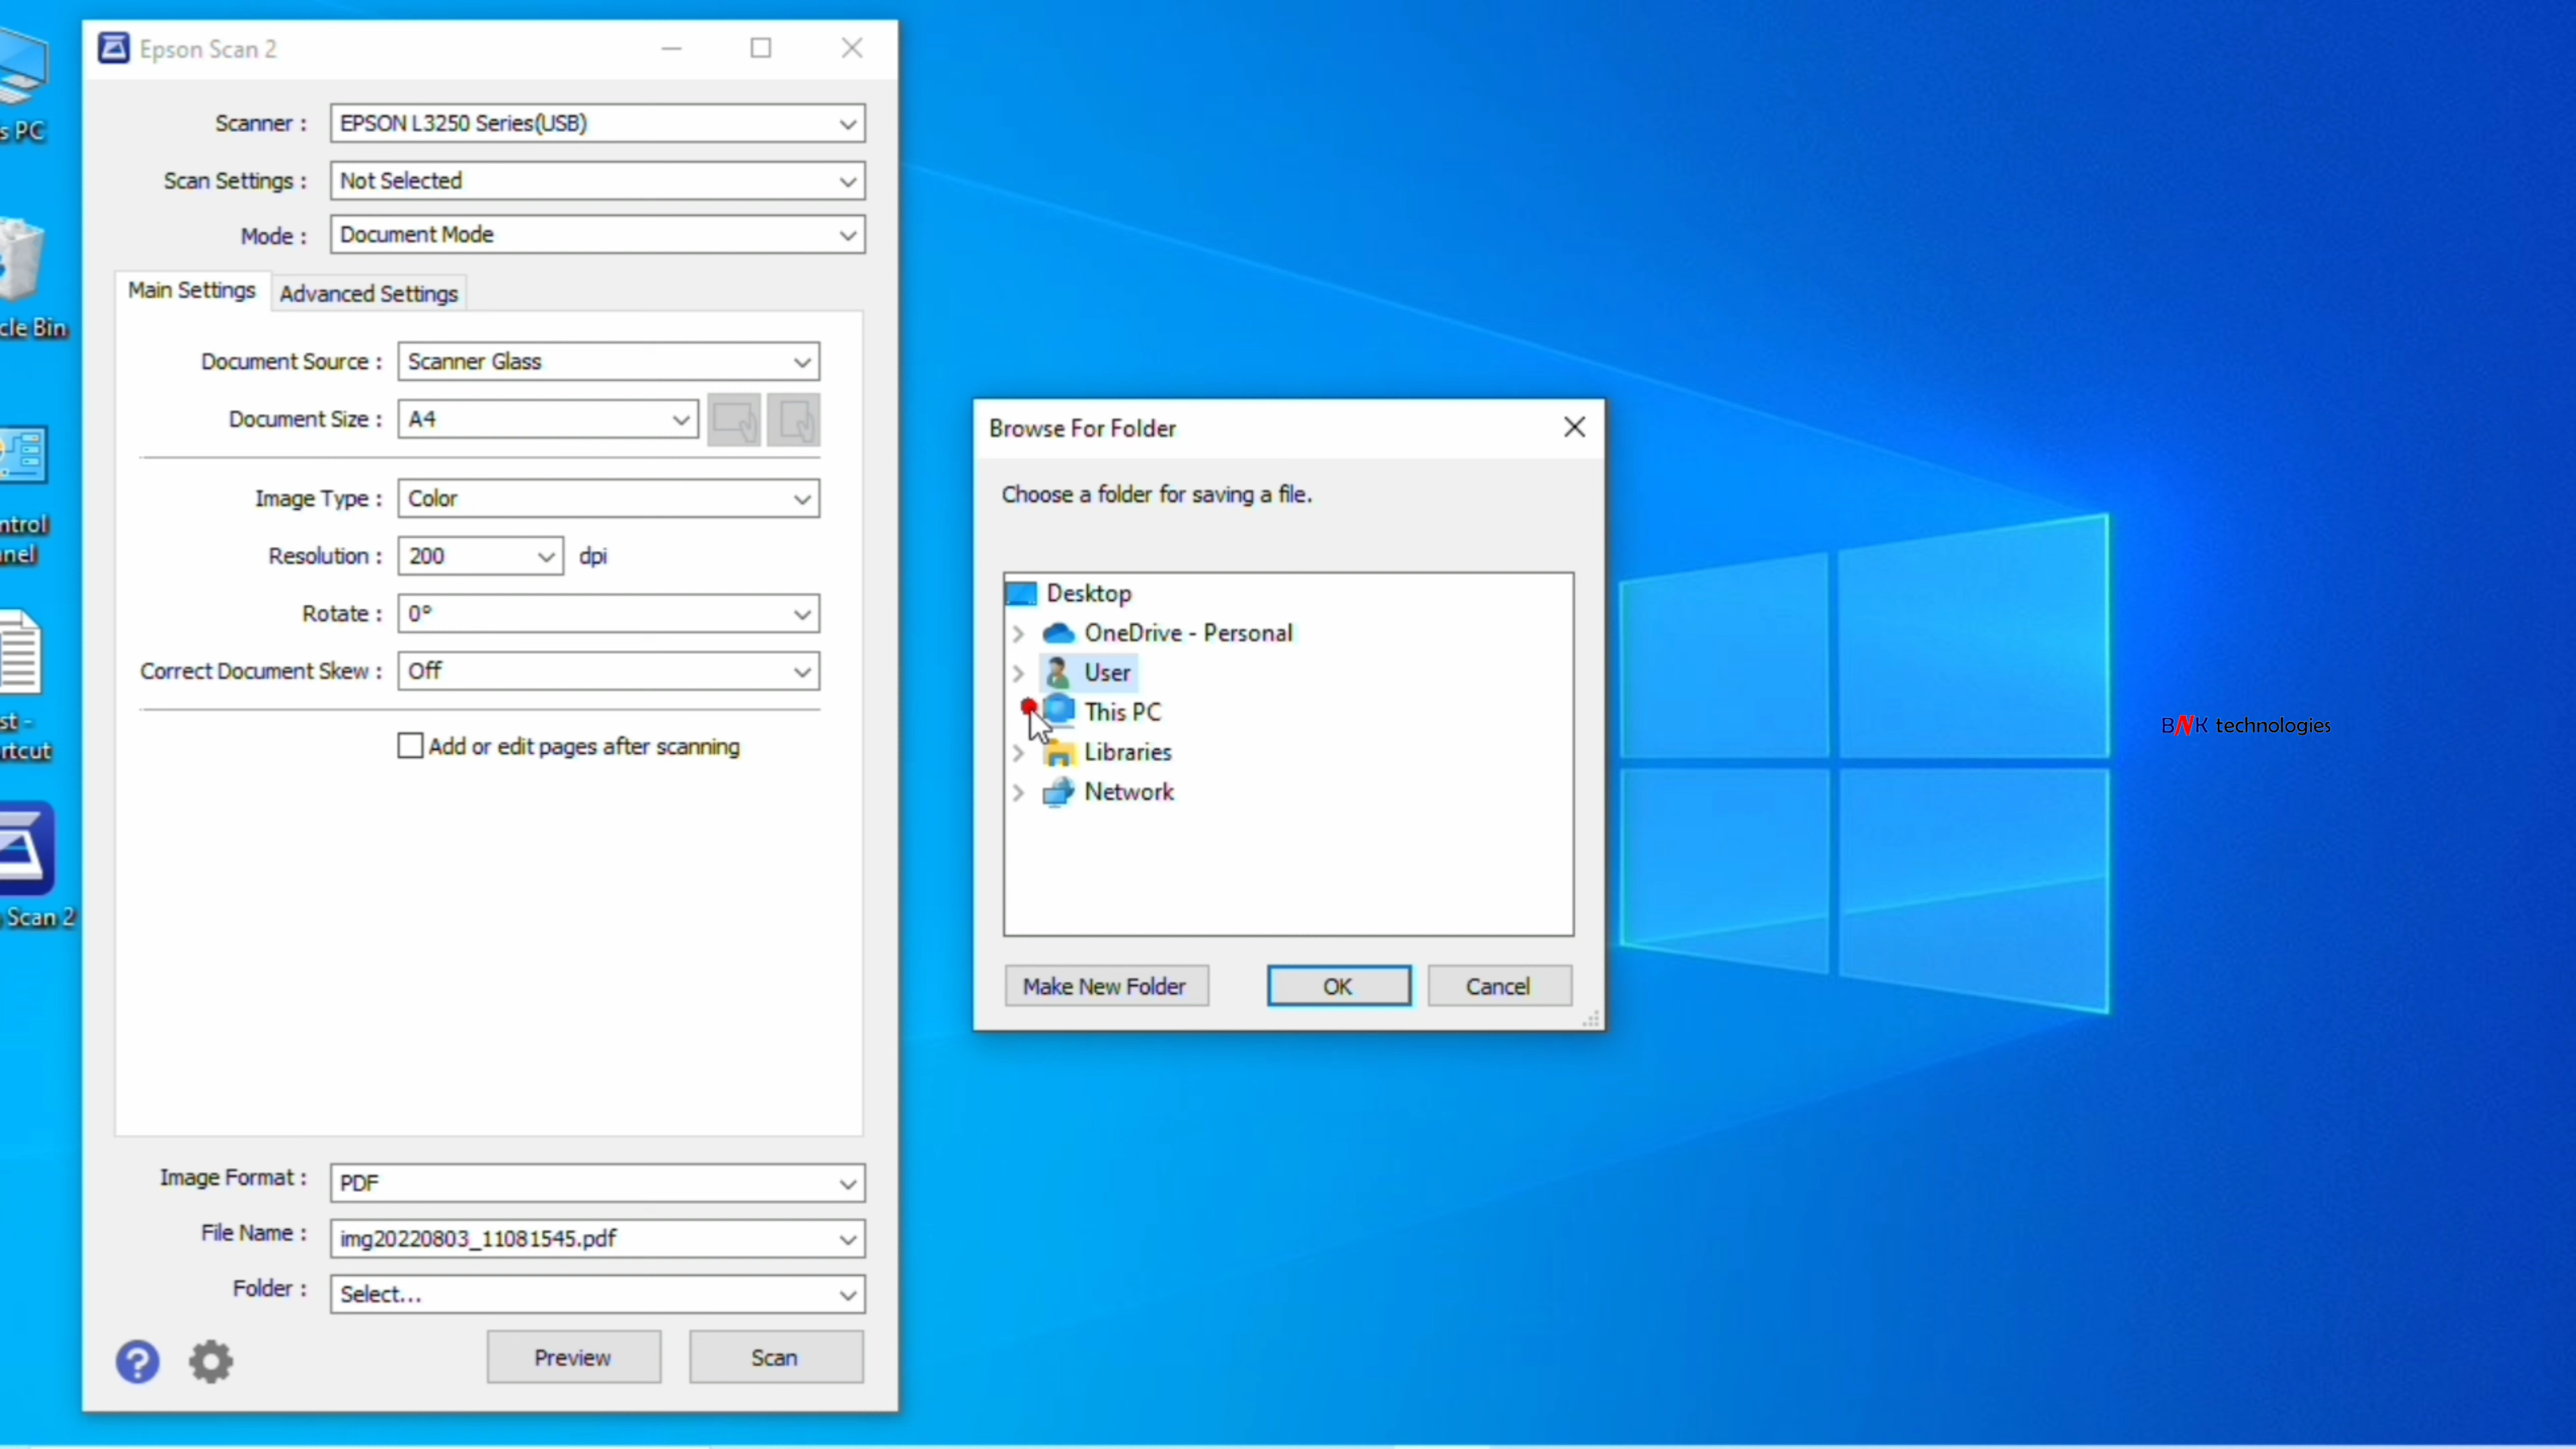 s PC
cle Bin
ntrol
nel
st -
rtcut
Scan 2
Epson Scan 2
Scanner :
EPSON L3250 Series(USB)
Scan Settings :
Not Selected
Mode :
Document Mode
Main Settings
Advanced Settings
Document Source :
Scanner Glass
Document Size :
A4
Image Type :
Color
Resolution :
200
dpi
Rotate :
0°
Correct Document Skew :
Off
Add or edit pages after scanning
Image Format :
PDF
File Name :
img20220803_11081545.pdf
Folder :
Select...
?
Preview
Scan
Browse For Folder
Choose a folder for saving a file.
Desktop
OneDrive - Personal
User
This PC
Libraries
Network
Make New Folder
OK
Cancel
BNK technologies